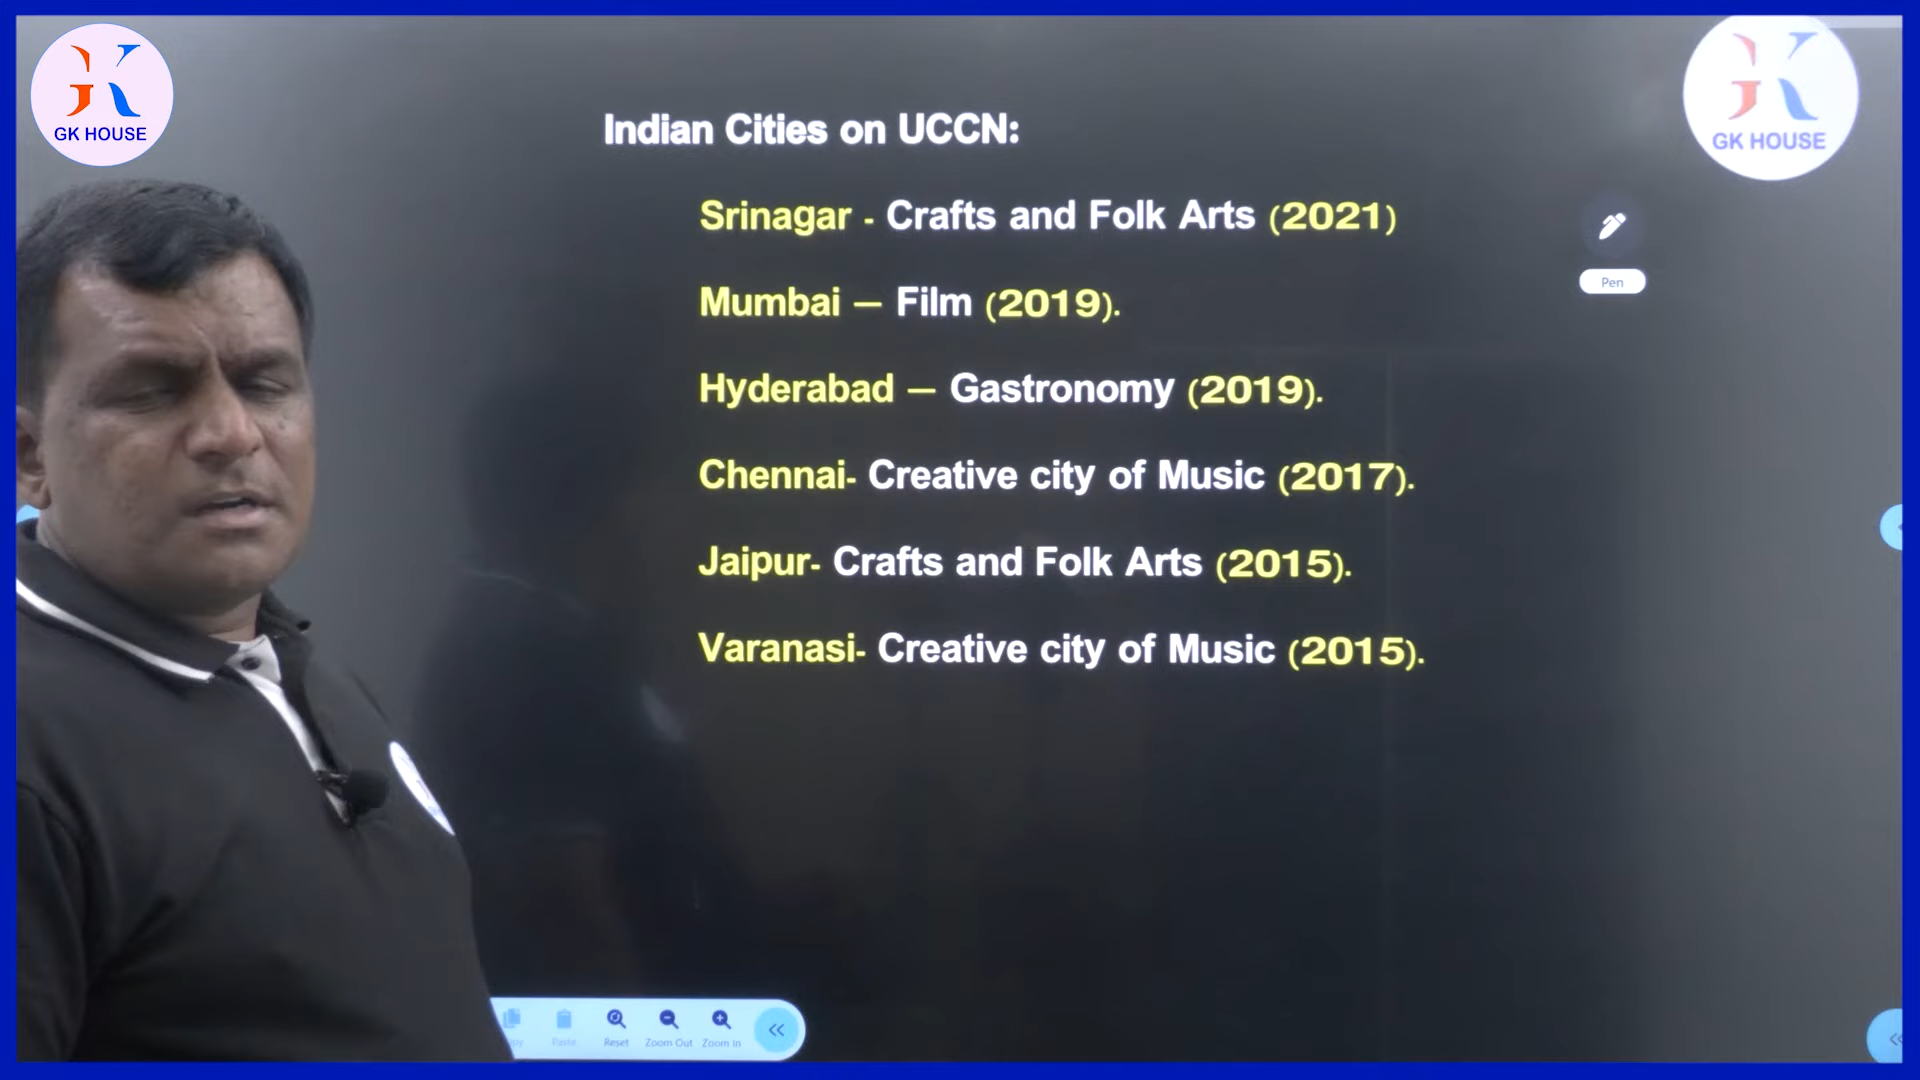 GK HOUSE
GK HOUSE
Indian Cities on UCCN:
Srinagar - Crafts and Folk Arts (2021)
Mumbai – Film (2019).
Hyderabad – Gastronomy (2019).
Chennai- Creative city of Music (2017).
Jaipur- Crafts and Folk Arts (2015).
Varanasi- Creative city of Music (2015).
Pen
Paste Reset Zoom Out Zoom In